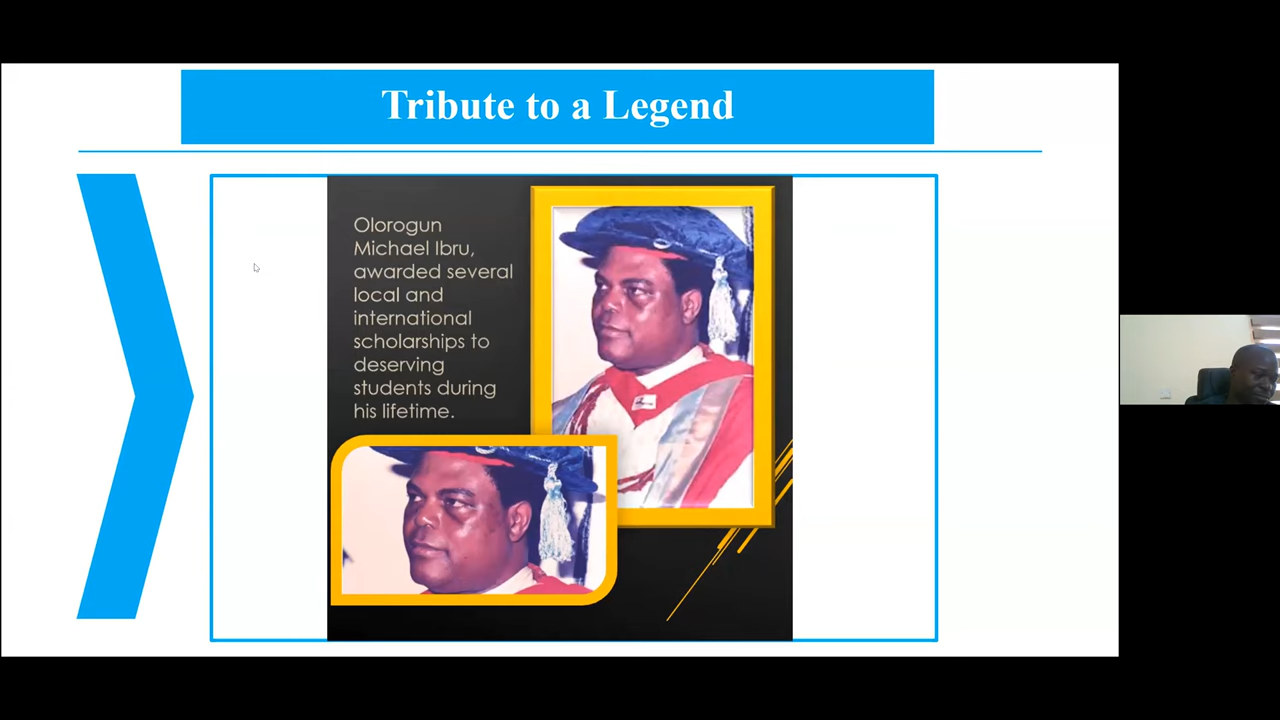 Tribute to a Legend
Olorogun
Michael Ibru,
awarded several
local and
international
scholarships to
deserving
students during
his lifetime.